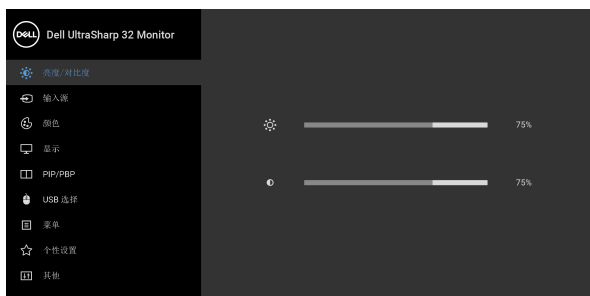 DELL
Dell UltraSharp 32 Monitor
亮度/对比度
输入源
颜色
75%
显示
PIP/PBP
75%
USB 选择
菜单
个性设置
其他